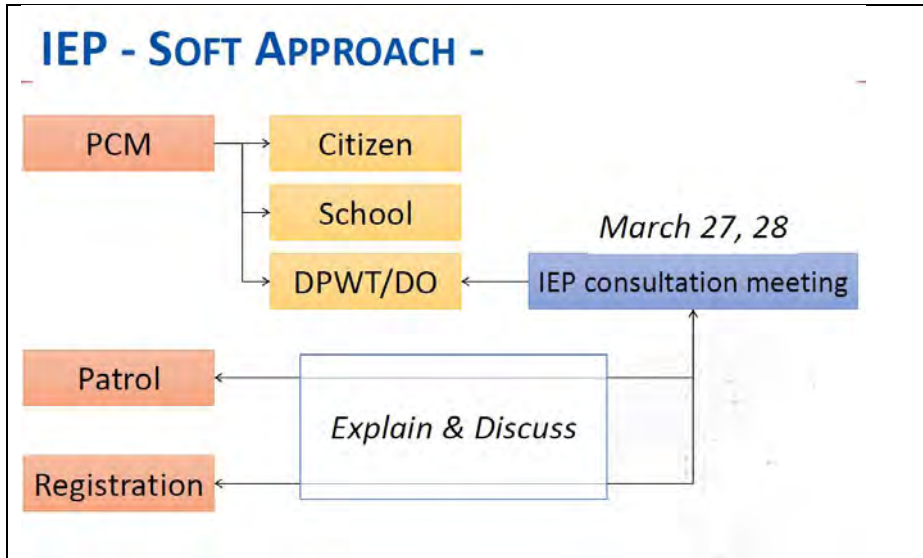 IEP - SOFT APPROACH -
PCM
Citizen
School
March 27, 28
DPWT/DO
IEP consultation meeting
Patrol
Explain & Discuss
Registration